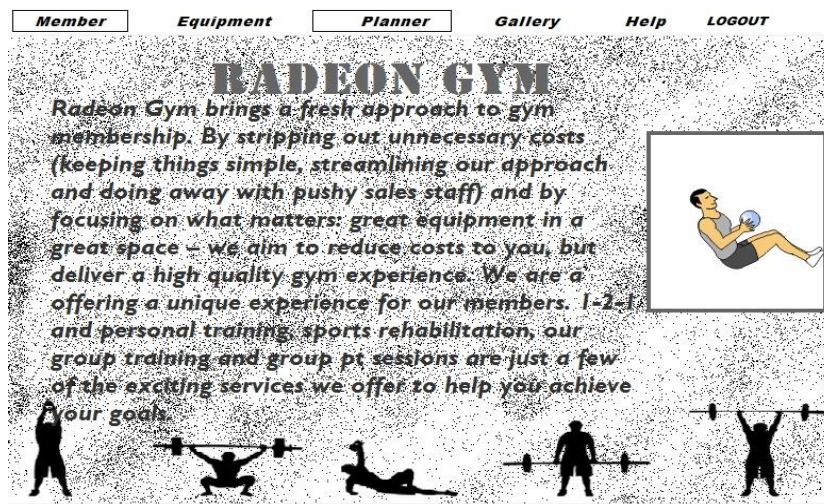 Member Equipment Planner Gallery Help LOGOUT
RADEON GYM
Radeon Gym brings a fresh approach to gym
membership. By stripping out unnecessary costs
(keeping things simple, streamlining our approach
and doing away with pushy sales staff) and by
focusing on what matters: great equipment in a
great space – we aim to reduce costs to you, but
deliver a high quality gym experience. We are a
offering a unique experience for our members. 1-2-1
and personal training, sports rehabilitation, our
group training and group pt sessions are just a few
of the exciting services we offer to help you achieve
your goals.